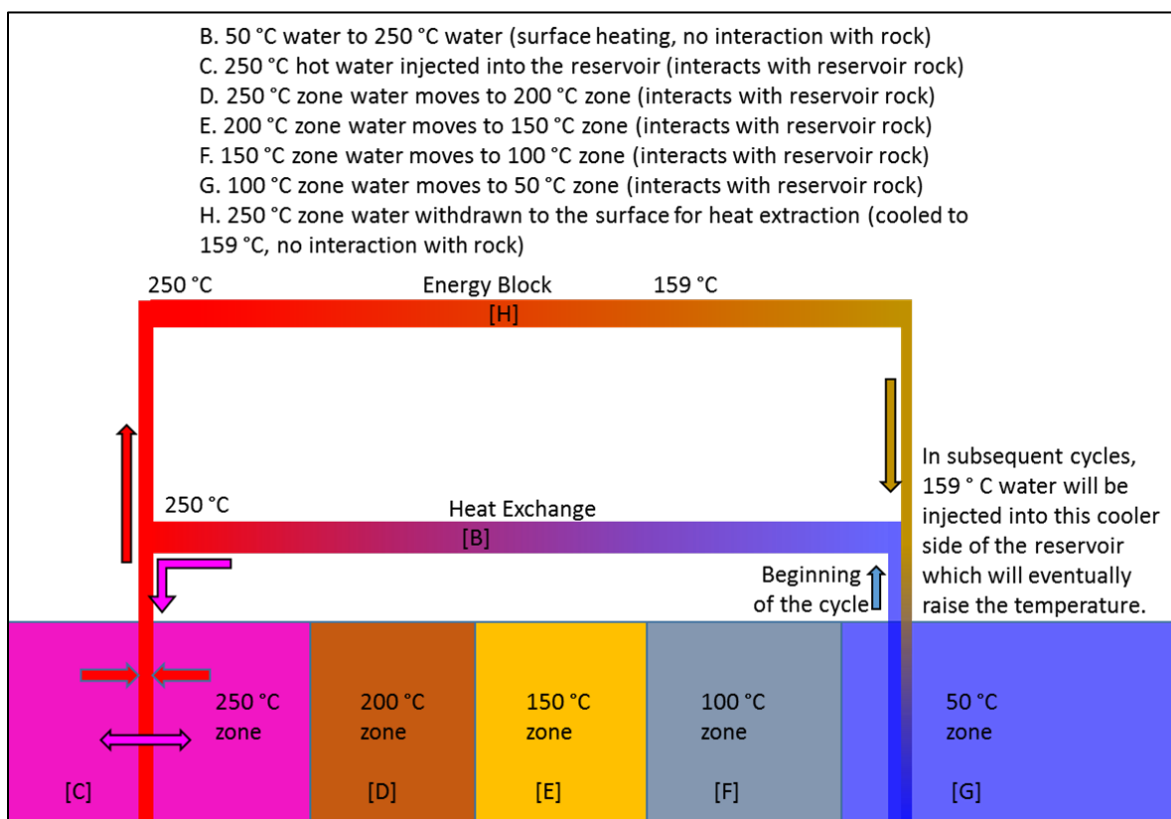 B. 50 °C water to 250 °C water (surface heating, no interaction with rock)
C. 250 °C hot water injected into the reservoir (interacts with reservoir rock)
D. 250 °C zone water moves to 200 °C zone (interacts with reservoir rock)
E. 200 °C zone water moves to 150 °C zone (interacts with reservoir rock)
F. 150 °C zone water moves to 100 °C zone (interacts with reservoir rock)
G. 100 °C zone water moves to 50 °C zone (interacts with reservoir rock)
H. 250 °C zone water withdrawn to the surface for heat extraction (cooled to
159 °C, no interaction with rock)
250 °C
Energy Block
159 °C
[H]
In subsequent cycles,
159 ° C water will be
injected into this cooler
side of the reservoir
which will eventually
raise the temperature.
250 °C
Heat Exchange
[B]
Beginning
of the cycle
250 °C
zone
200 °C
zone
150 °C
zone
100 °C
zone
50 °C
zone
[C]
[D]
[E]
[F]
[G]